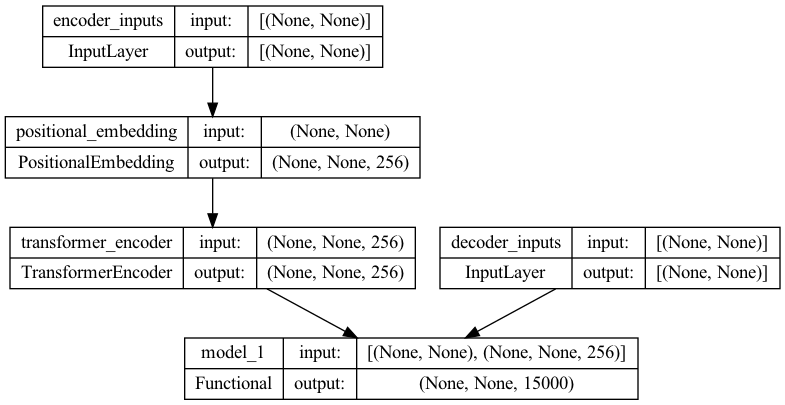 encoder_inputs input: [(None, None)]
InputLayer output: [(None, None)]
positional_embedding input: (None, None)
PositionalEmbedding output: (None, None, 256)
transformer_encoder input: (None, None, 256)
TransformerEncoder output: (None, None, 256)
decoder_inputs input: [(None, None)]
InputLayer output: [(None, None)]
model_1 input: [(None, None), (None, None, 256)]
Functional output: (None, None, 15000)